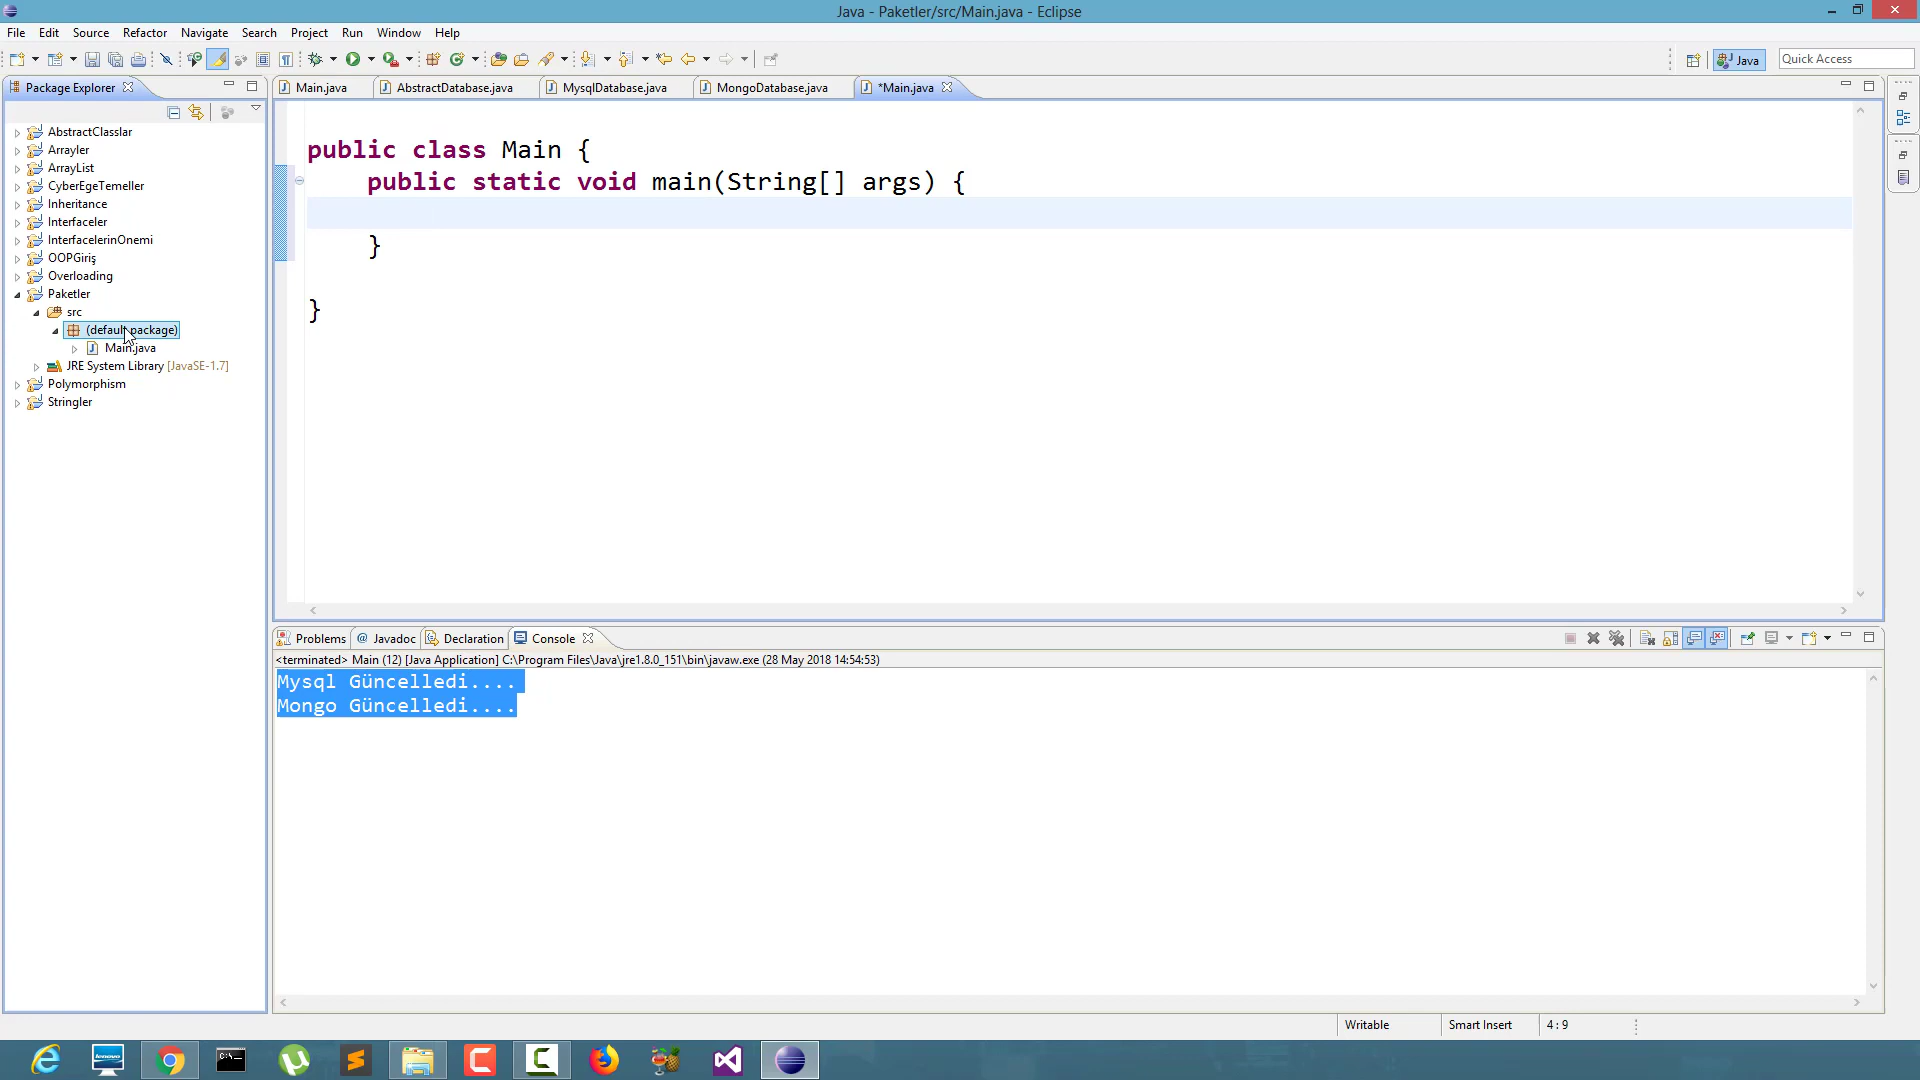 Java - Paketler/src/Main.java - Eclipse
File Edit Source Refactor Navigate Search Project Run Window Help
Java
Quick Access
Package Explorer
Main.java
AbstractDatabase.java
MysqlDatabase.java
MongoDatabase.java
*Main.java
AbstractClasslar
Arrayler
ArrayList
CyberEgeTemeller
Inheritance
Interfaceler
InterfacelerinOnemi
OOPGiriş
Overloading
Paketler
src
(default package)
Main.java
JRE System Library [JavaSE-1.7]
Polymorphism
Stringler
public class Main {
public static void main(String[] args) {
}
}
Problems
@ Javadoc
Declaration
Console
<terminated> Main (12) [Java Application] C:\Program Files\Java\jre1.8.0_151\bin\javaw.exe (28 May 2018 14:54:53)
Mysql Güncelledi....
Mongo Güncelledi....
Writable
Smart Insert
4 : 9